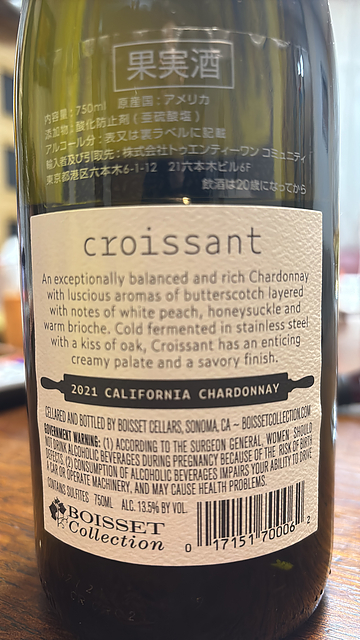 果実酒
内容量:750ml 原産国:アメリカ
添加物:酸化防止剤(亜硫酸塩)
アルコール分:表又は裏ラベルに記載
輸入者及び引取先:株式会社トゥエンティーワン コミュニティ
東京都港区六本木6-1-12 21六本木ビル6F
飲酒は20歳になってから
croissant
An exceptionally balanced and rich Chardonnay
with luscious aromas of butterscotch layered
with notes of white peach, honeysuckle and
warm brioche. Cold fermented in stainless steel
with a kiss of oak, Croissant has an enticing
creamy palate and a savory finish.
2021 CALIFORNIA CHARDONNAY
CELLARED AND BOTTLED BY BOISSET CELLARS, SONOMA, CA ~ BOISSETCOLLECTION.COM
GOVERNMENT WARNING: (1) ACCORDING TO THE SURGEON GENERAL, WOMEN SHOULD
NOT DRINK ALCOHOLIC BEVERAGES DURING PREGNANCY BECAUSE OF THE RISK OF BIRTH
DEFECTS. (2) CONSUMPTION OF ALCOHOLIC BEVERAGES IMPAIRS YOUR ABILITY TO DRIVE
A CAR OR OPERATE MACHINERY, AND MAY CAUSE HEALTH PROBLEMS.
CONTAINS SULFITES 750ML ALC. 13.5% BY VOL.
BOISSET
Collection
0 17151 70006 2